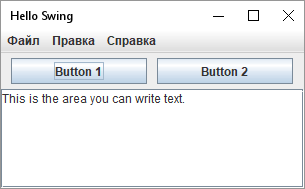 Hello Swing
Файл Правка Справка
Button 1 Button 2
This is the area you can write text.